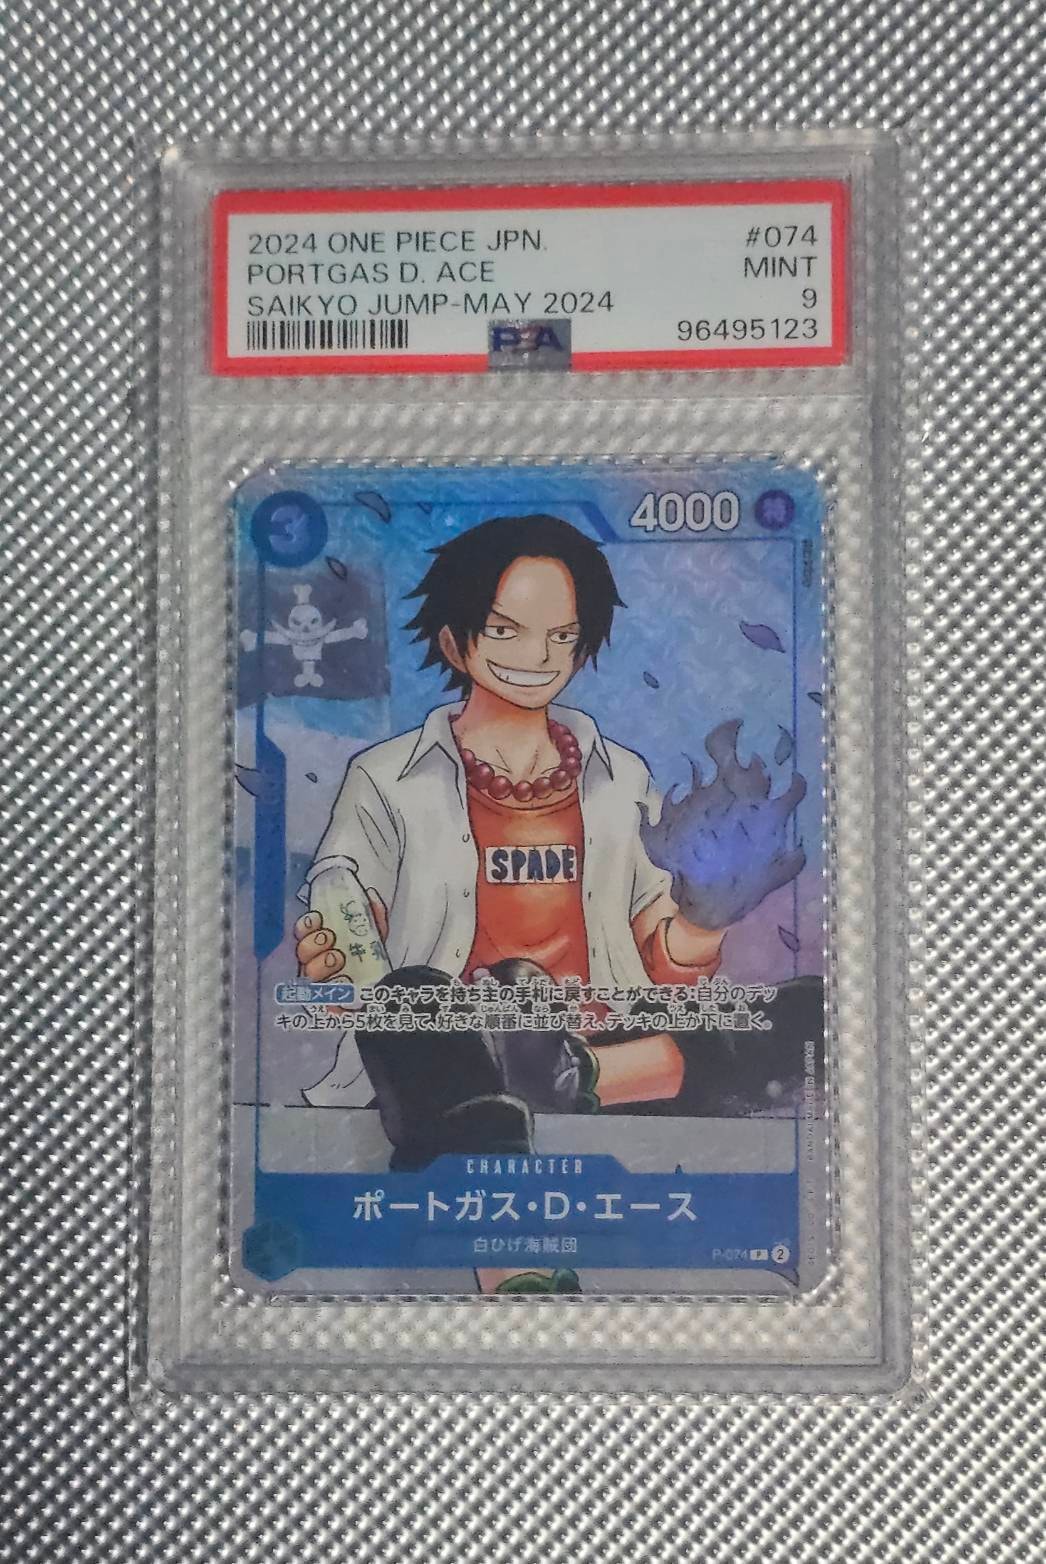 2024 ONE PIECE JPN. #074
PORTGAS D. ACE MINT
SAIKYO JUMP-MAY 2024 9
96495123
PSA
3
4000 特
SPADE
牛乳
起動メイン このキャラを持ち主の手札に戻すことができる:自分のデッ
キの上から5枚を見て、好きな順番に並び替え、デッキの上か下に置く。
CHARACTER
ポートガス・D・エース
白ひげ海賊団
P-074 P 2